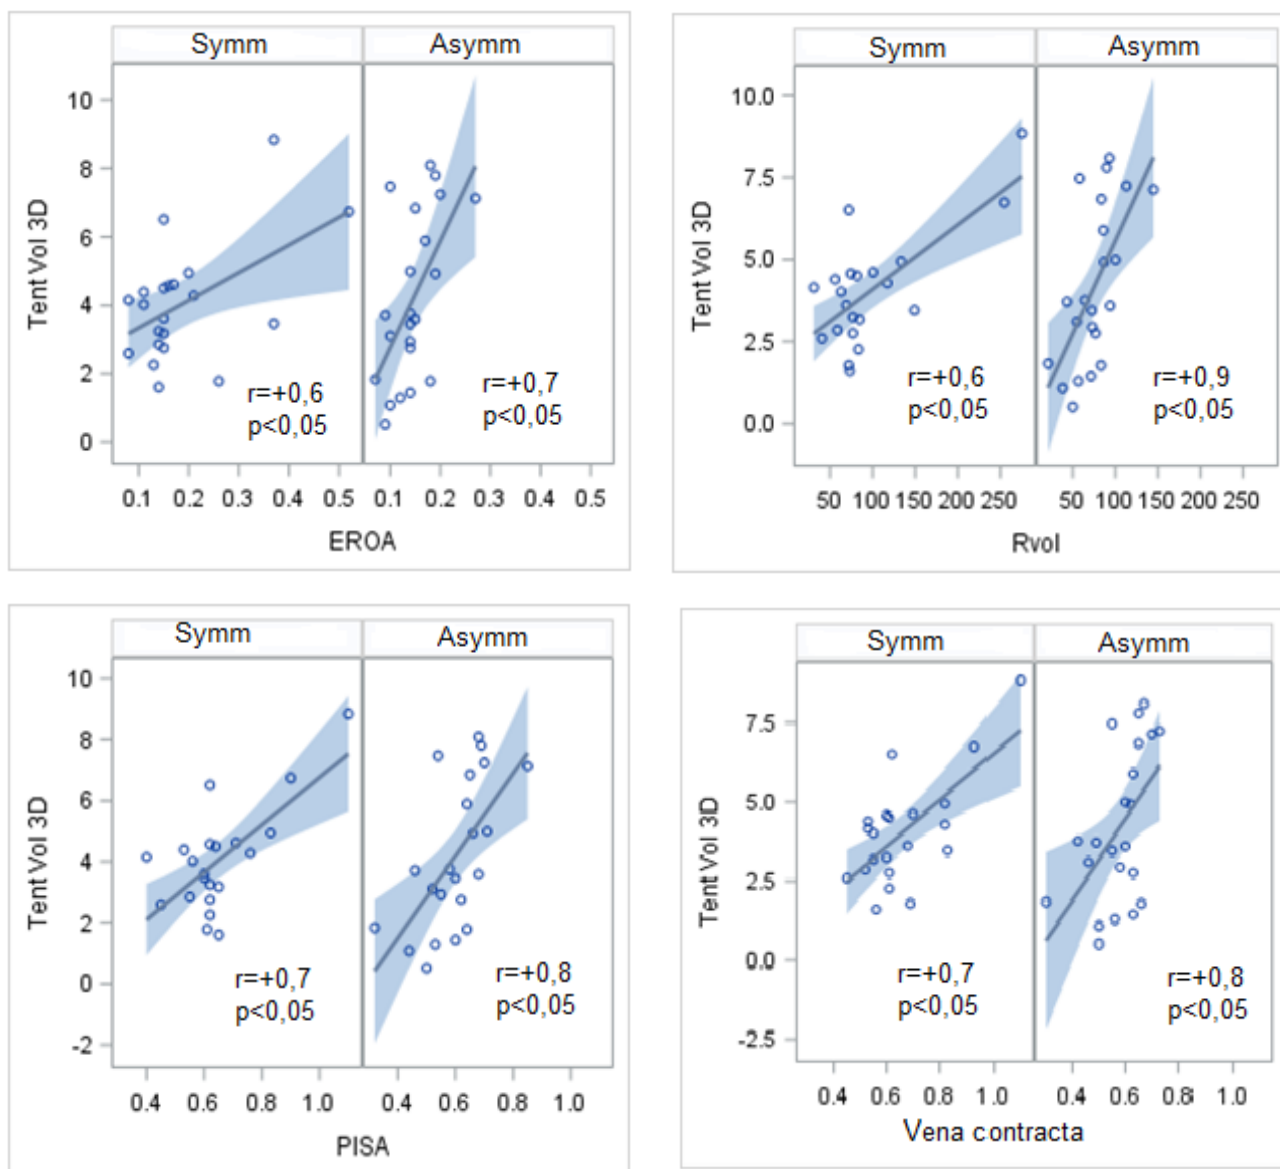 Symm Asymm
10
8
6
4
2
0
Tent Vol 3D
r=+0,6
p<0,05
r=+0,7
p<0,05
0.1 0.2 0.3 0.4 0.5 0.1 0.2 0.3 0.5
EROA
Symm Asymm
10.0
7.5
5.0
2.5
0.0
Tent Vol 3D
r=+0,6
p<0,05
r=+0,9
p<0,05
50 100 150 200 250 50 100 150 200 250
Rvol
Symm Asymm
10
8
6
4
2
0
-2
Tent Vol 3D
r=+0,7
p<0,05
r=+0,8
p<0,05
0.4 0.6 0.8 1.0 0.4 0.6 0.8 1.0
PISA
Symm Asymm
7.5
5.0
2.5
0.0
-2.5
Tent Vol 3D
r=+0,7
p<0,05
r=+0,8
p<0,05
0.4 0.6 0.8 1.0 0.4 0.6 0.8 1.0
Vena contracta